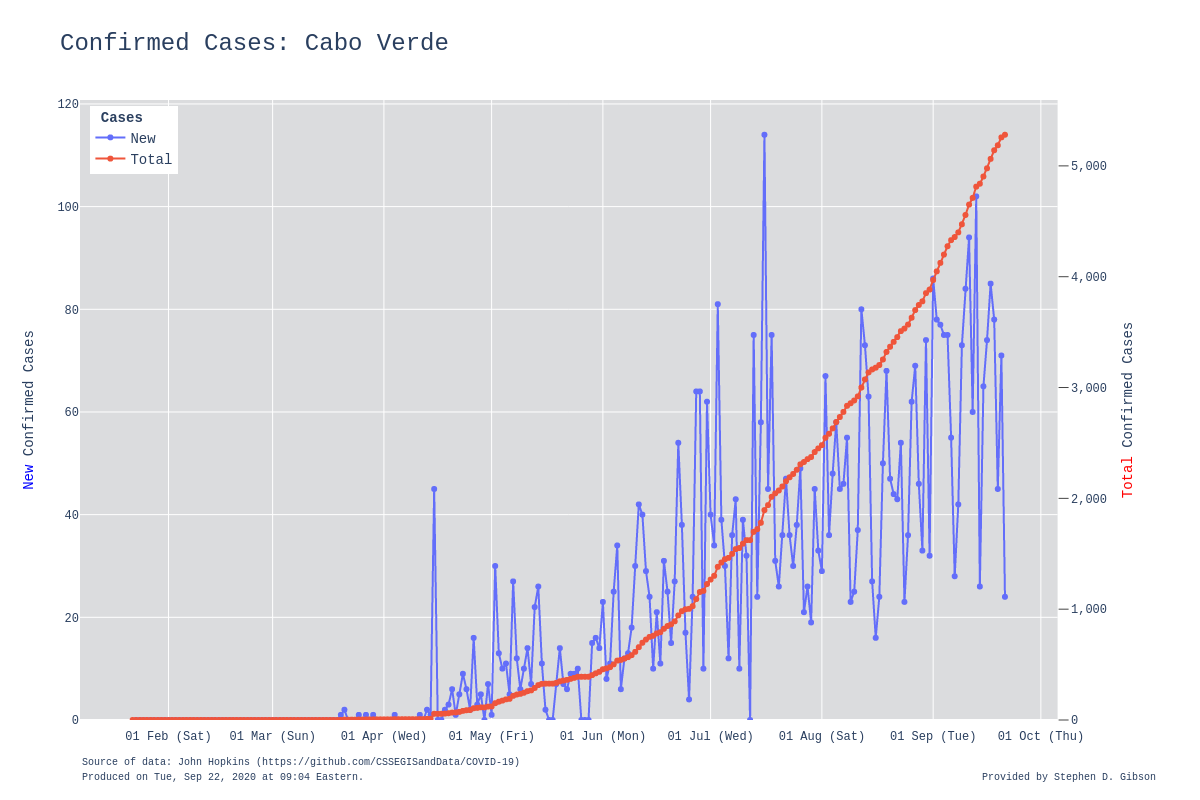 Confirmed Cases: Cabo Verde
Cases
New
Total
120
100
80
60
40
20
0
5,000
4,000
3,000
2,000
1,000
0
New Confirmed Cases
Total Confirmed Cases
01 Feb (Sat) 01 Mar (Sun) 01 Apr (Wed) 01 May (Fri) 01 Jun (Mon) 01 Jul (Wed) 01 Aug (Sat) 01 Sep (Tue) 01 Oct (Thu)
Source of data: John Hopkins (https://github.com/CSSEGISandData/COVID-19)
Produced on Tue, Sep 22, 2020 at 09:04 Eastern.
Provided by Stephen D. Gibson